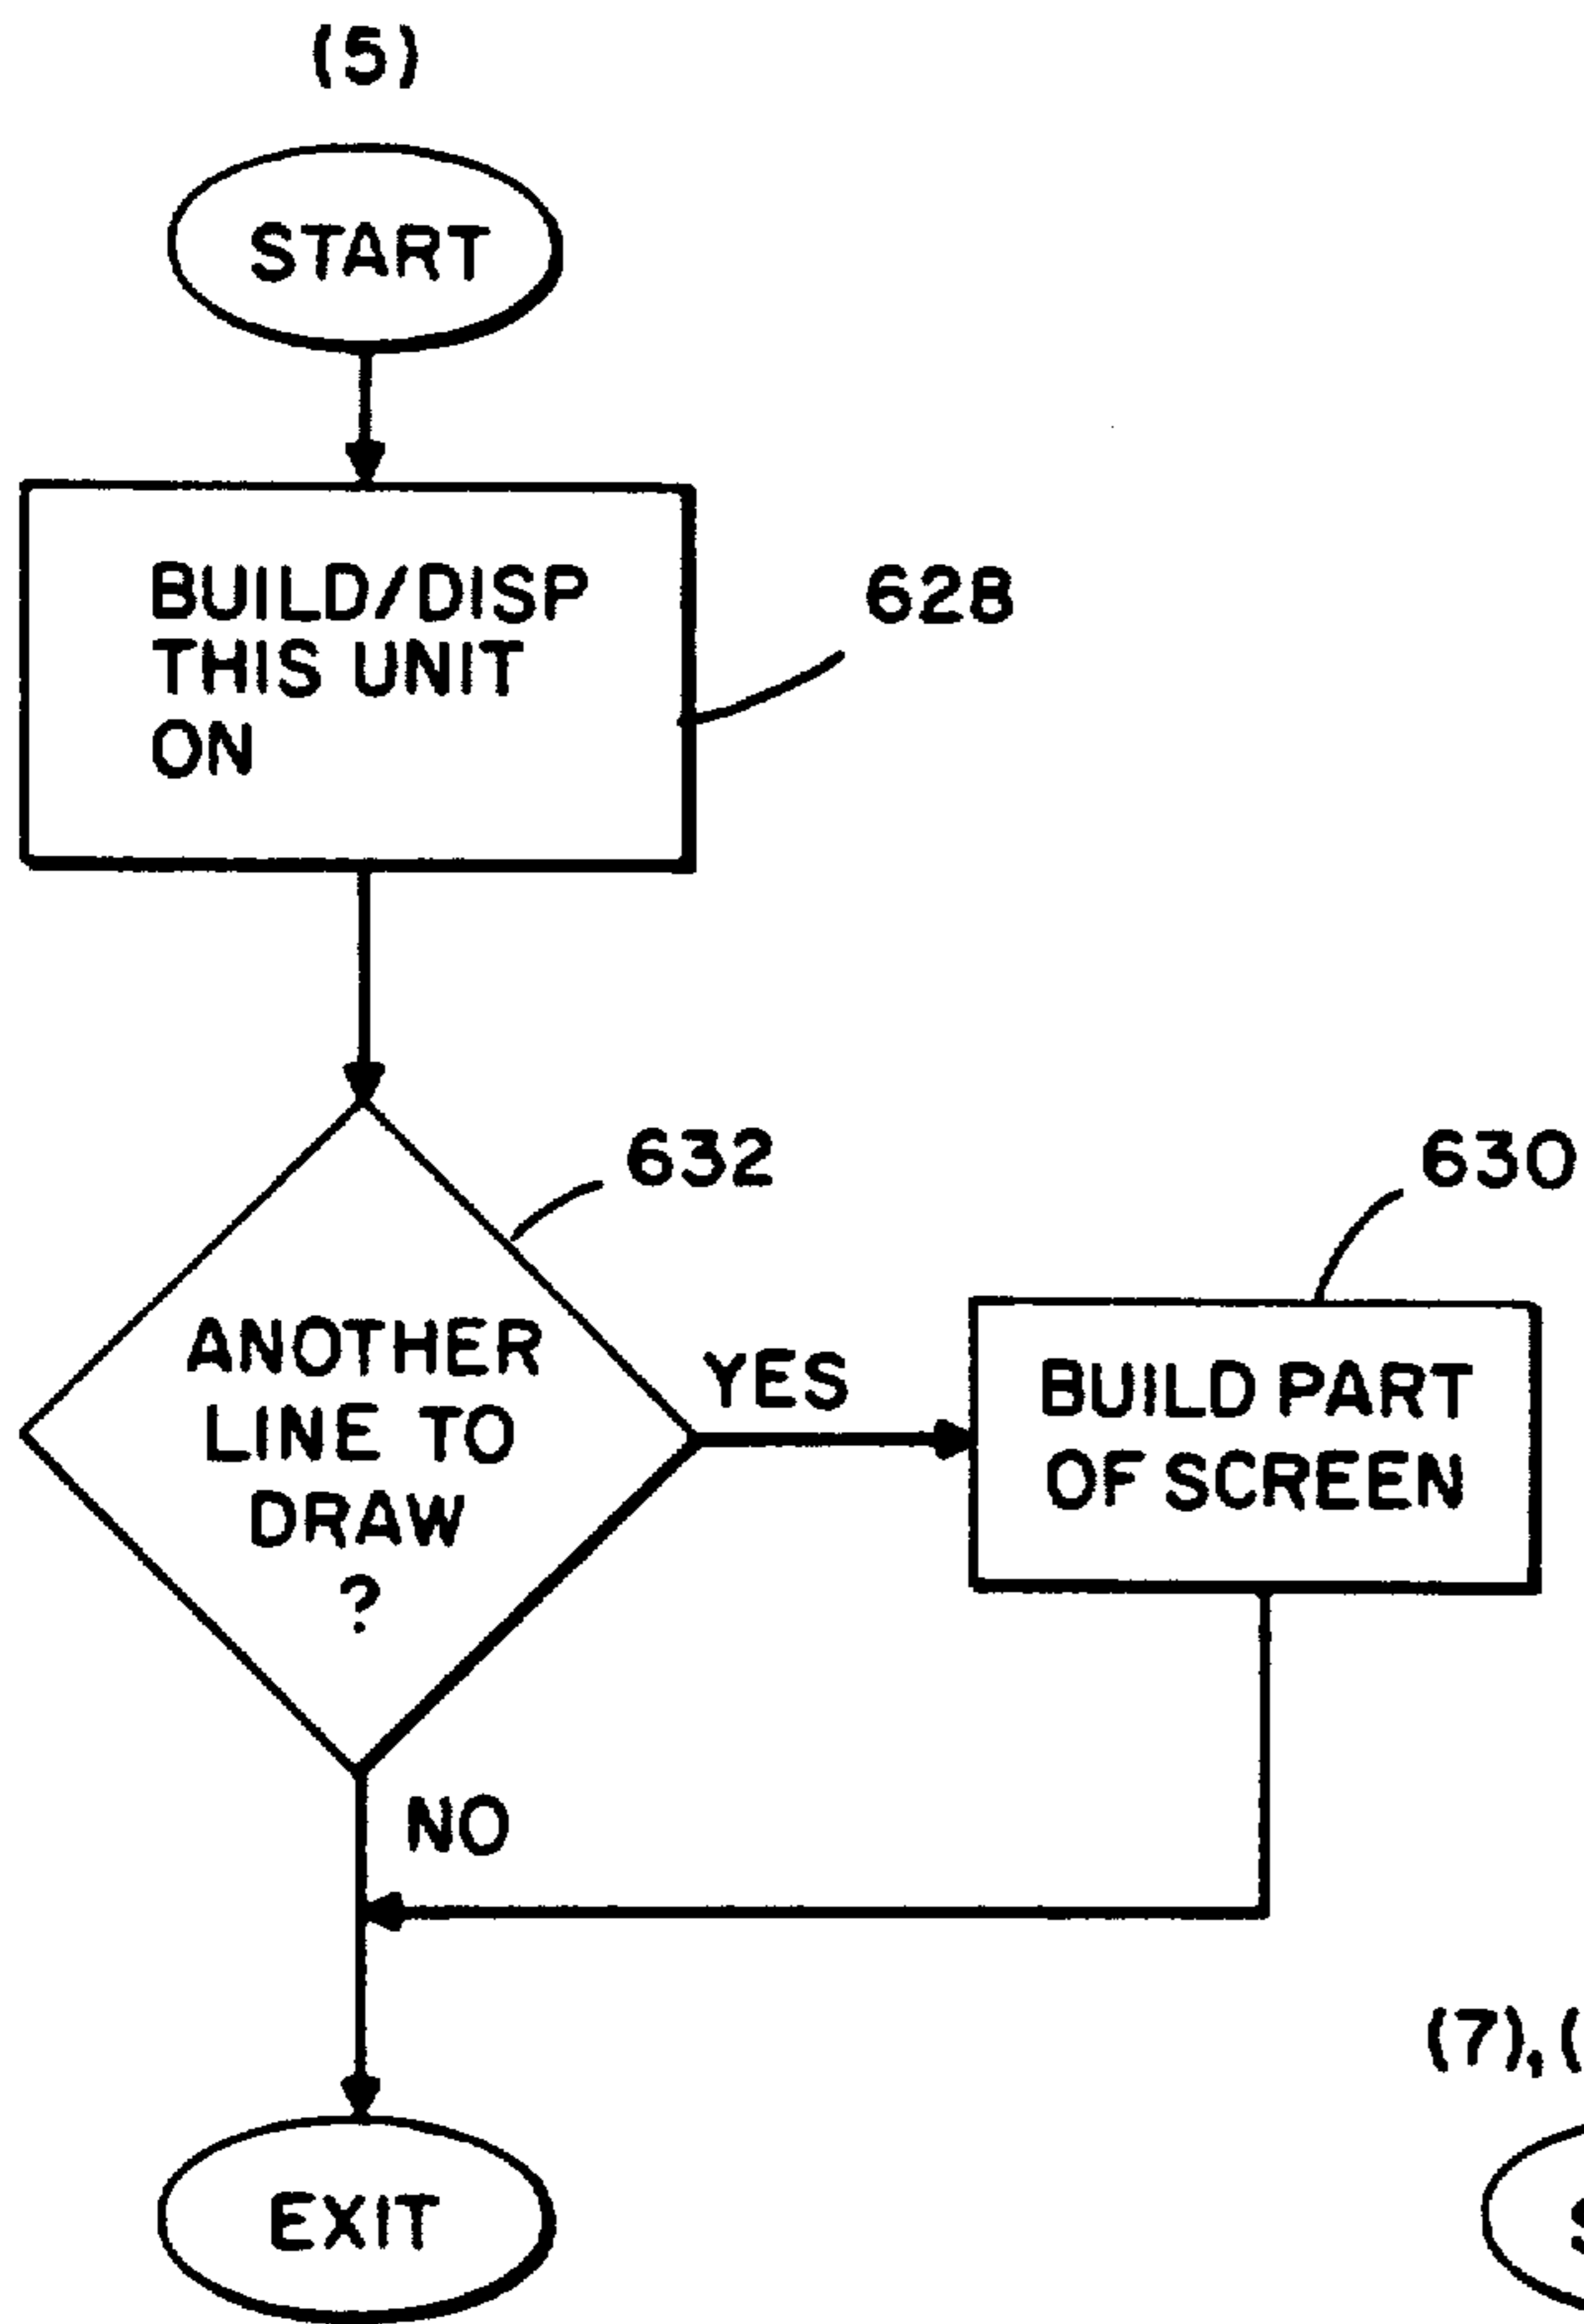 (5)
START
BUILD/DISP
THIS UNIT
ON
628
632
630
ANOTHER
LINE TO
DRAW
?
YES
BUILD PART
OF SCREEN
NO
(7),(
EXIT